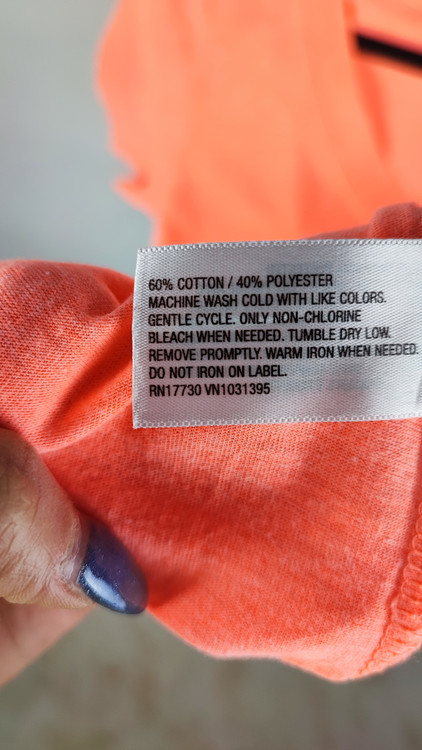 60% COTTON / 40% POLYESTER
MACHINE WASH COLD WITH LIKE COLORS.
GENTLE CYCLE. ONLY NON-CHLORINE
BLEACH WHEN NEEDED. TUMBLE DRY LOW.
REMOVE PROMPTLY. WARM IRON WHEN NEEDED.
DO NOT IRON ON LABEL.
RN17730 VN1031395